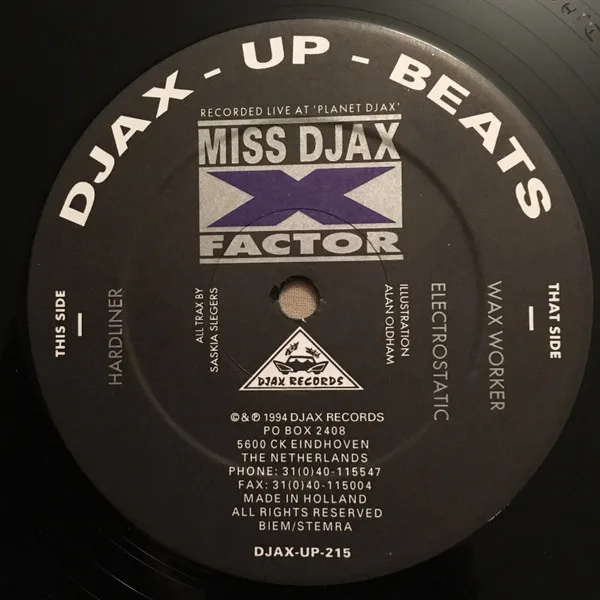 DJAX - UP - BEATS
RECORDED LIVE AT 'PLANET DJAX'
MISS DJAX
X
FACTOR
THIS SIDE
HARDLINER
ALL TRAX BY
SASKIA SLEGERS
ILLUSTRATION
ALAN OLDHAM
THAT SIDE
WAX WORKER
ELECTROSTATIC
DJAX RECORDS
© & ℗ 1994 DJAX RECORDS
PO BOX 2408
5600 CK EINDHOVEN
THE NETHERLANDS
PHONE: 31(0)40-115547
FAX: 31(0)40-115004
MADE IN HOLLAND
ALL RIGHTS RESERVED
BIEM/STEMRA
DJAX-UP-215